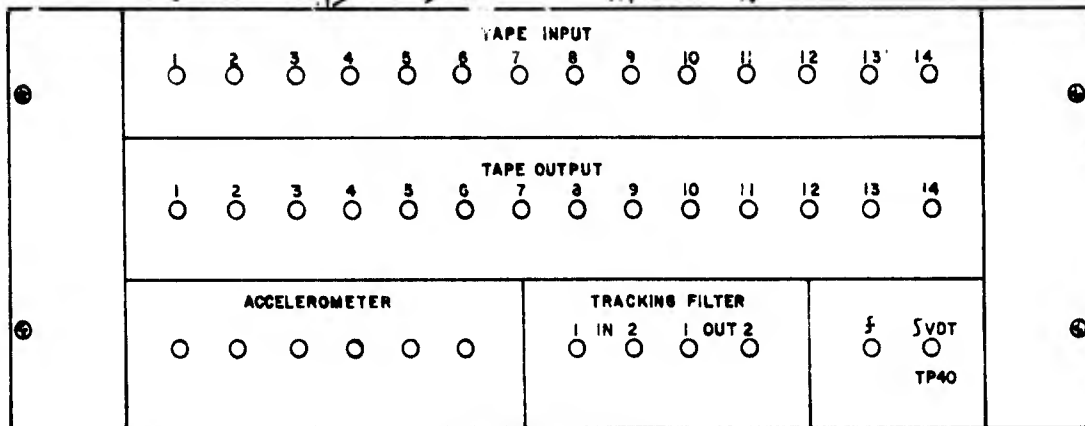 TAPE INPUT
1 2 3 4 5 6 7 8 9 10 11 12 13 14
TAPE OUTPUT
1 2 3 4 5 6 7 8 9 10 11 12 13 14
ACCELEROMETER TRACKING FILTER
1 IN 2 1 OUT 2 f ∫VDT
TP40